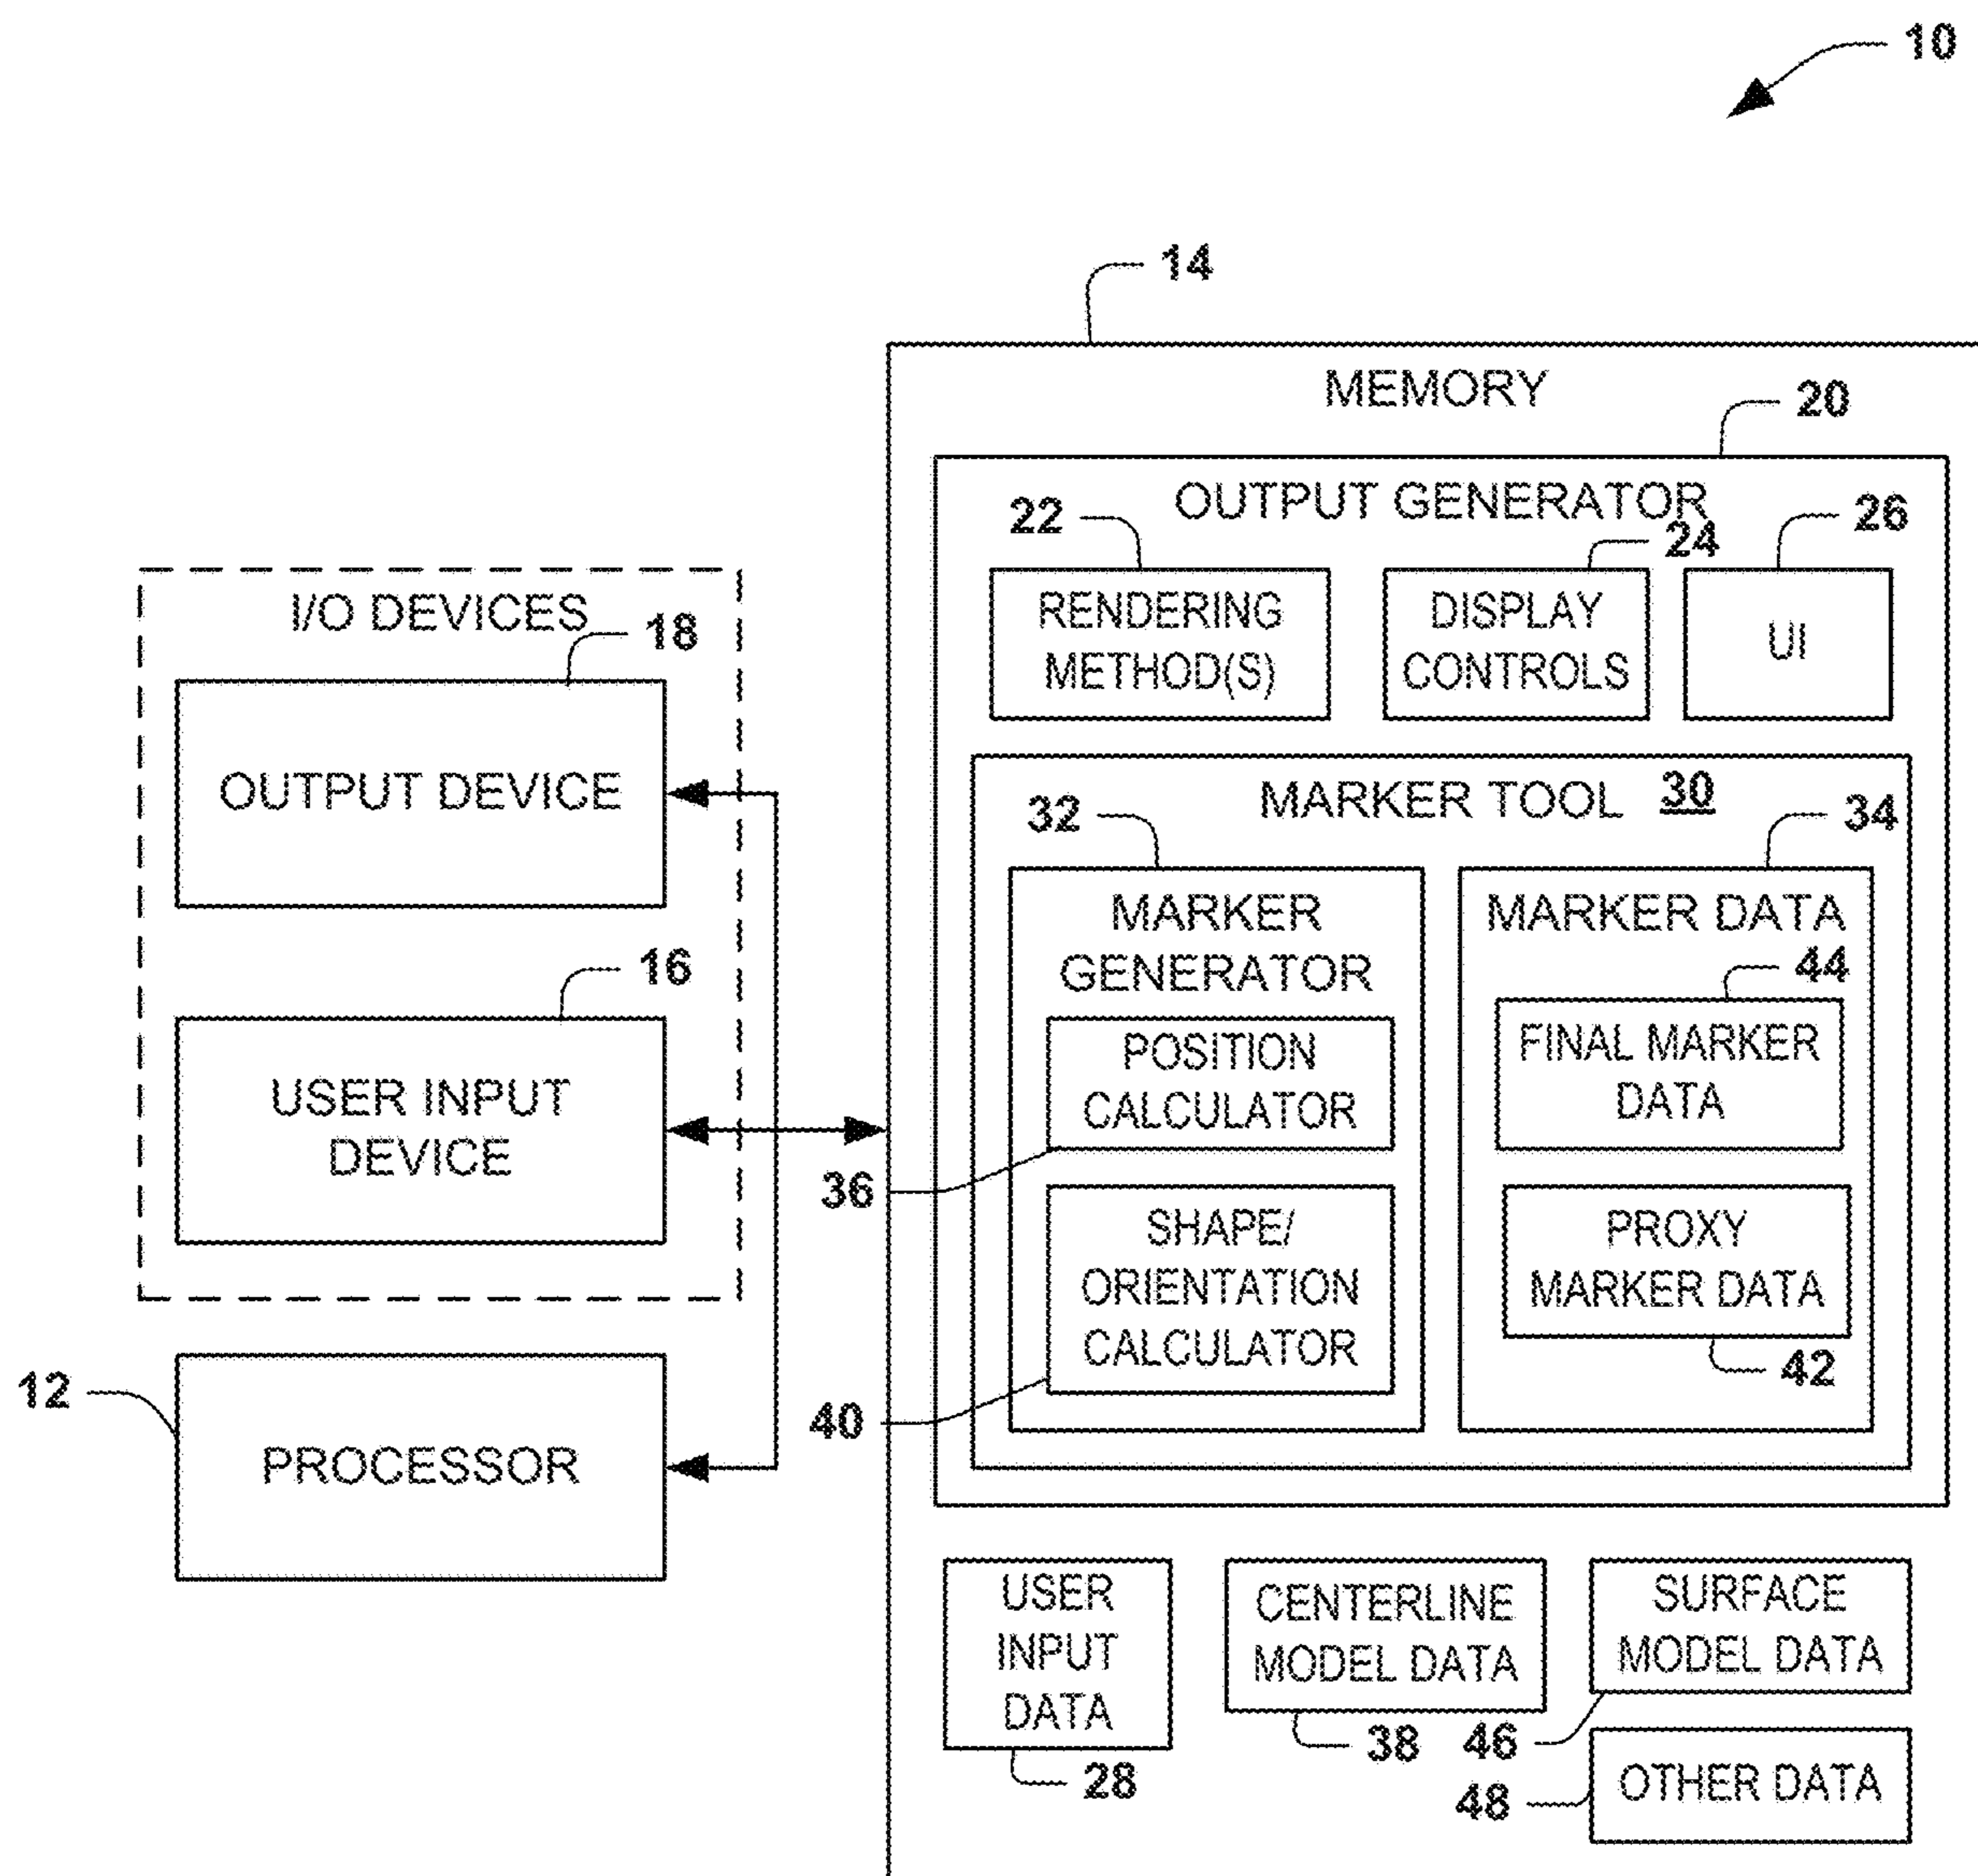 10
14
MEMORY
20
OUTPUT GENERATOR
22
24
26
RENDERING
METHOD(S)
DISPLAY
CONTROLS
UI
I/O DEVICES
18
OUTPUT DEVICE
16
USER INPUT
DEVICE
12
PROCESSOR
MARKER TOOL 30
32
34
MARKER
GENERATOR
POSITION
CALCULATOR
36
SHAPE/
ORIENTATION
CALCULATOR
40
MARKER DATA
44
FINAL MARKER
DATA
PROXY
MARKER DATA
42
USER
INPUT
DATA
28
CENTERLINE
MODEL DATA
38
SURFACE
MODEL DATA
46
OTHER DATA
48